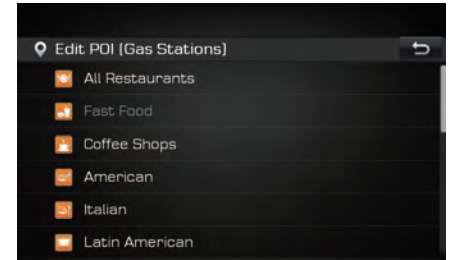 Edit POI (Gas Stations)
All Restaurants
Fast Food
Coffee Shops
American
Italian
Latin American